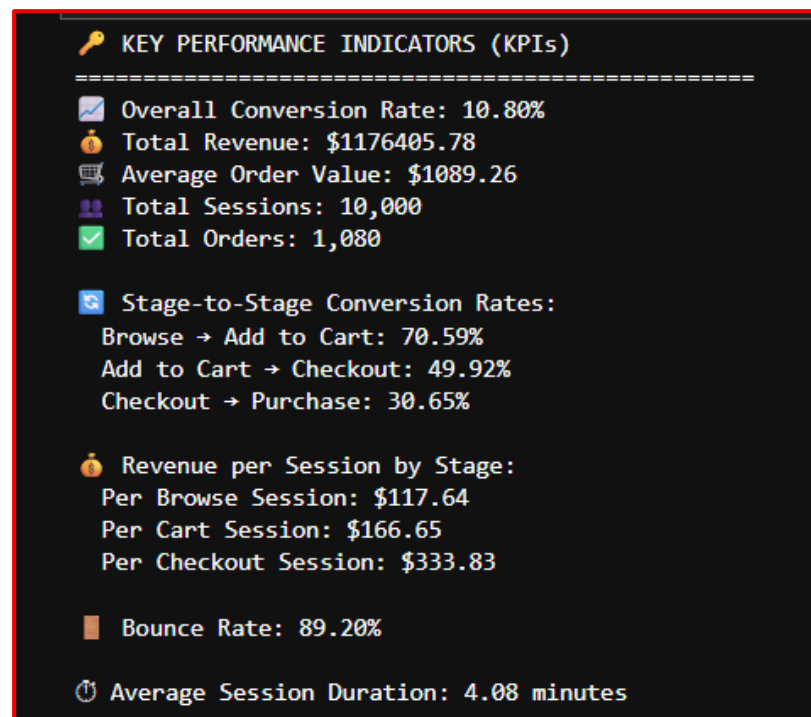 🔑 KEY PERFORMANCE INDICATORS (KPIs)
==================================================
📈 Overall Conversion Rate: 10.80%
💰 Total Revenue: $1176405.78
🛒 Average Order Value: $1089.26
👥 Total Sessions: 10,000
✅ Total Orders: 1,080
🔄 Stage-to-Stage Conversion Rates:
Browse → Add to Cart: 70.59%
Add to Cart → Checkout: 49.92%
Checkout → Purchase: 30.65%
💰 Revenue per Session by Stage:
Per Browse Session: $117.64
Per Cart Session: $166.65
Per Checkout Session: $333.83
🚪 Bounce Rate: 89.20%
⏱ Average Session Duration: 4.08 minutes